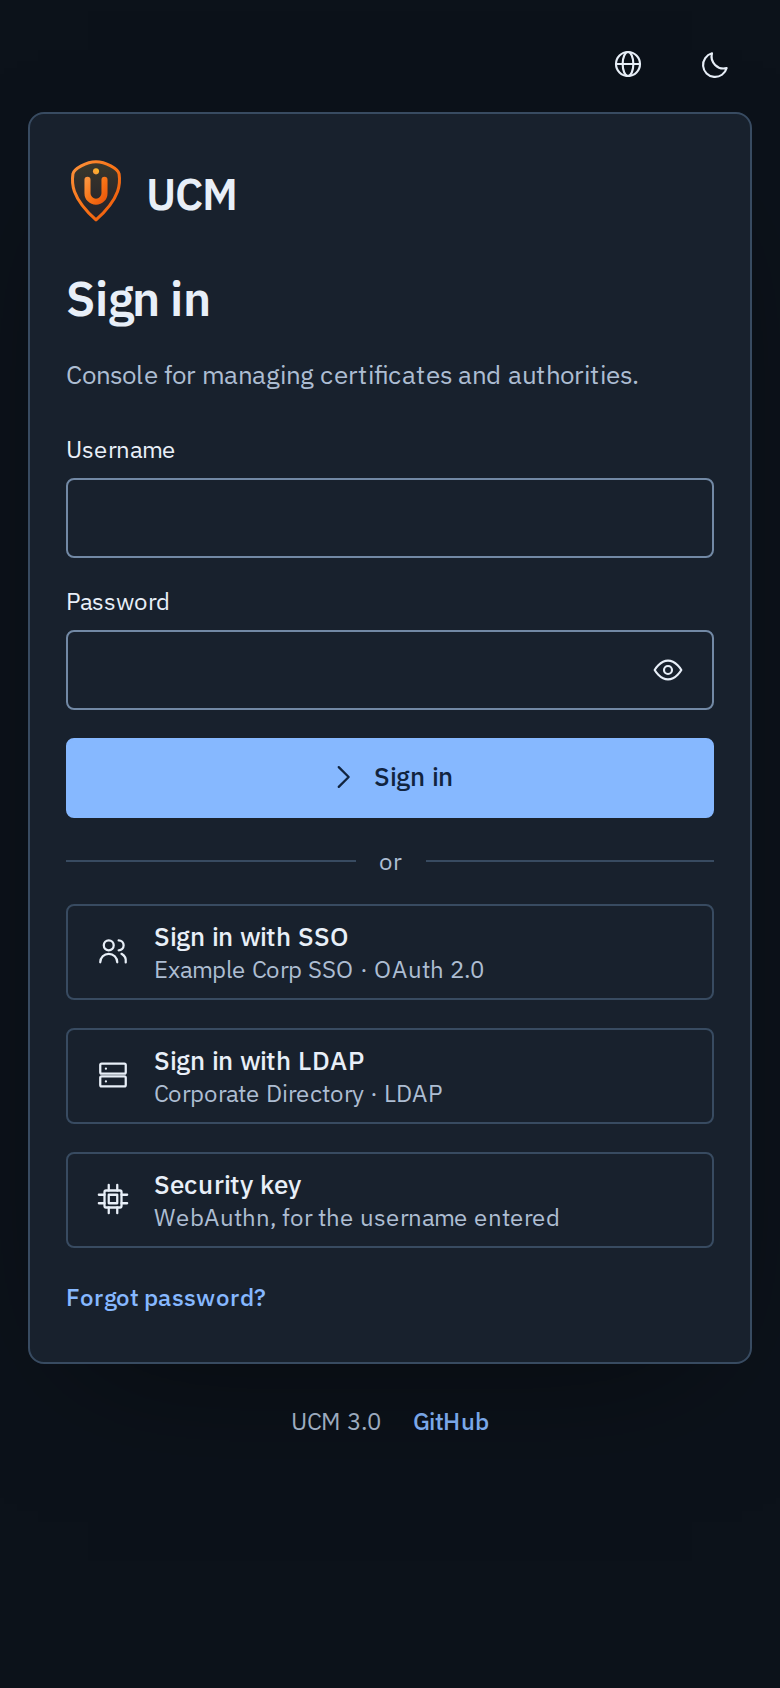 UCM
Sign in
Console for managing certificates and authorities.
Username
Password
Sign in
or
Sign in with SSO
Example Corp SSO · OAuth 2.0
Sign in with LDAP
Corporate Directory · LDAP
Security key
WebAuthn, for the username entered
Forgot password?
UCM 3.0 GitHub